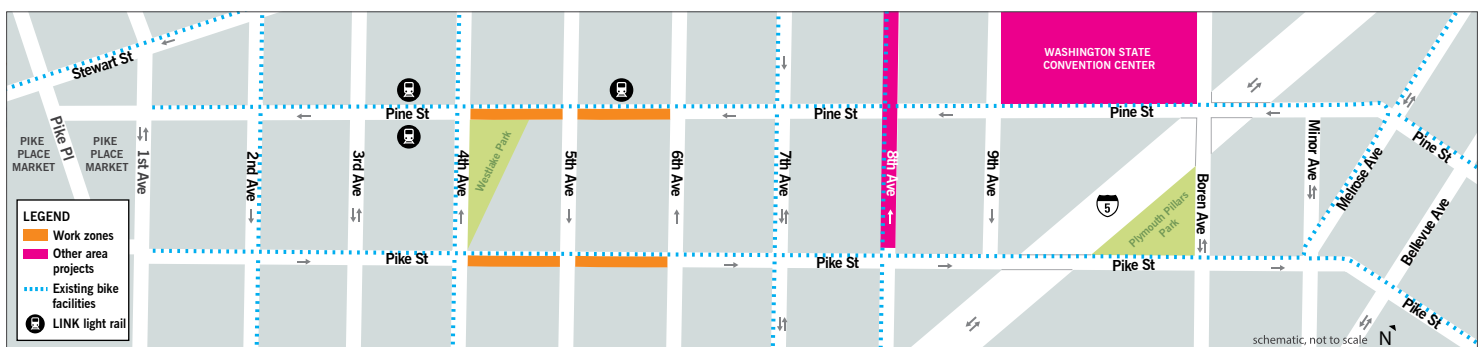 Stewart St
WASHINGTON STATE
CONVENTION CENTER
Pine St
Pine St
Pine St
Pine St
PIKE
PLACE
MARKET
Pike Pl
PIKE
PLACE
MARKET
1st Ave
2nd Ave
3rd Ave
4th Ave
Westlake Park
5th Ave
6th Ave
7th Ave
8th Ave
9th Ave
5
Plymouth Pillars
Park
Boren Ave
Minor Ave
Melrose Ave
Bellevue Ave
Pike St
Pike St
Pike St
Pike St
LEGEND
Work zones
Other area
projects
Existing bike
facilities
LINK light rail
schematic, not to scale
N